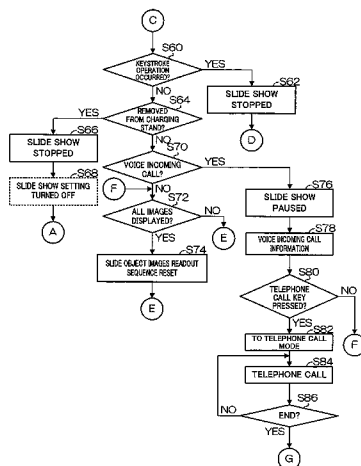 C
S60
KEYSTROKE
OPERATION
OCCURRED?
YES
S62
SLIDE SHOW
STOPPED
D
NO
S64
REMOVED
FROM CHARGING
STAND?
YES
S66
SLIDE SHOW
STOPPED
S68
SLIDE SHOW SETTING
TURNED OFF
A
NO
S70
VOICE INCOMING
CALL?
YES
F
NO
S72
ALL IMAGES
DISPLAYED?
NO
E
YES
S74
SLIDE OBJECT IMAGES READOUT
SEQUENCE RESET
E
S76
SLIDE SHOW
PAUSED
S78
VOICE INCOMING CALL
INFORMATION
S80
TELEPHONE
CALL KEY
PRESSED?
NO
F
YES
S82
TO TELEPHONE CALL
MODE
S84
TELEPHONE CALL
S86
END?
NO
YES
G